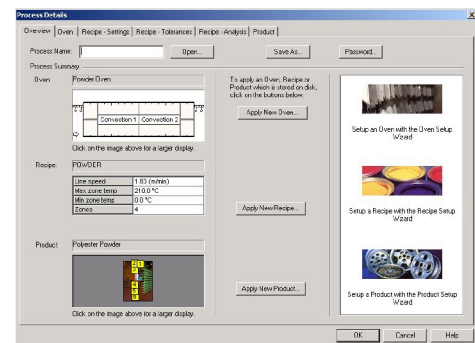 Process Details
Overview Oven Recipe - Settings Recipe - Tolerances Recipe - Analysis Product
Process Name: Open... Save As... Password...
Process Summary
Oven Powder Oven
Convection 1 Convection 2
Click on the image above for a larger display.
To apply an Oven, Recipe or
Product which is stored on disk,
click on the buttons below.
Apply New Oven...
Setup an Oven with the Oven Setup
Wizard
Recipe: POWDER
Line speed 1.83 (m/min)
Max zone temp 210.0 °C
Min zone temp 0.0 °C
Zones 4
Apply New Recipe...
Setup a Recipe with the Recipe Setup
Wizard
Product Polyester Powder
Click on the image above for a larger display.
Apply New Product...
Setup a Product with the Product Setup
Wizard
OK Cancel Help